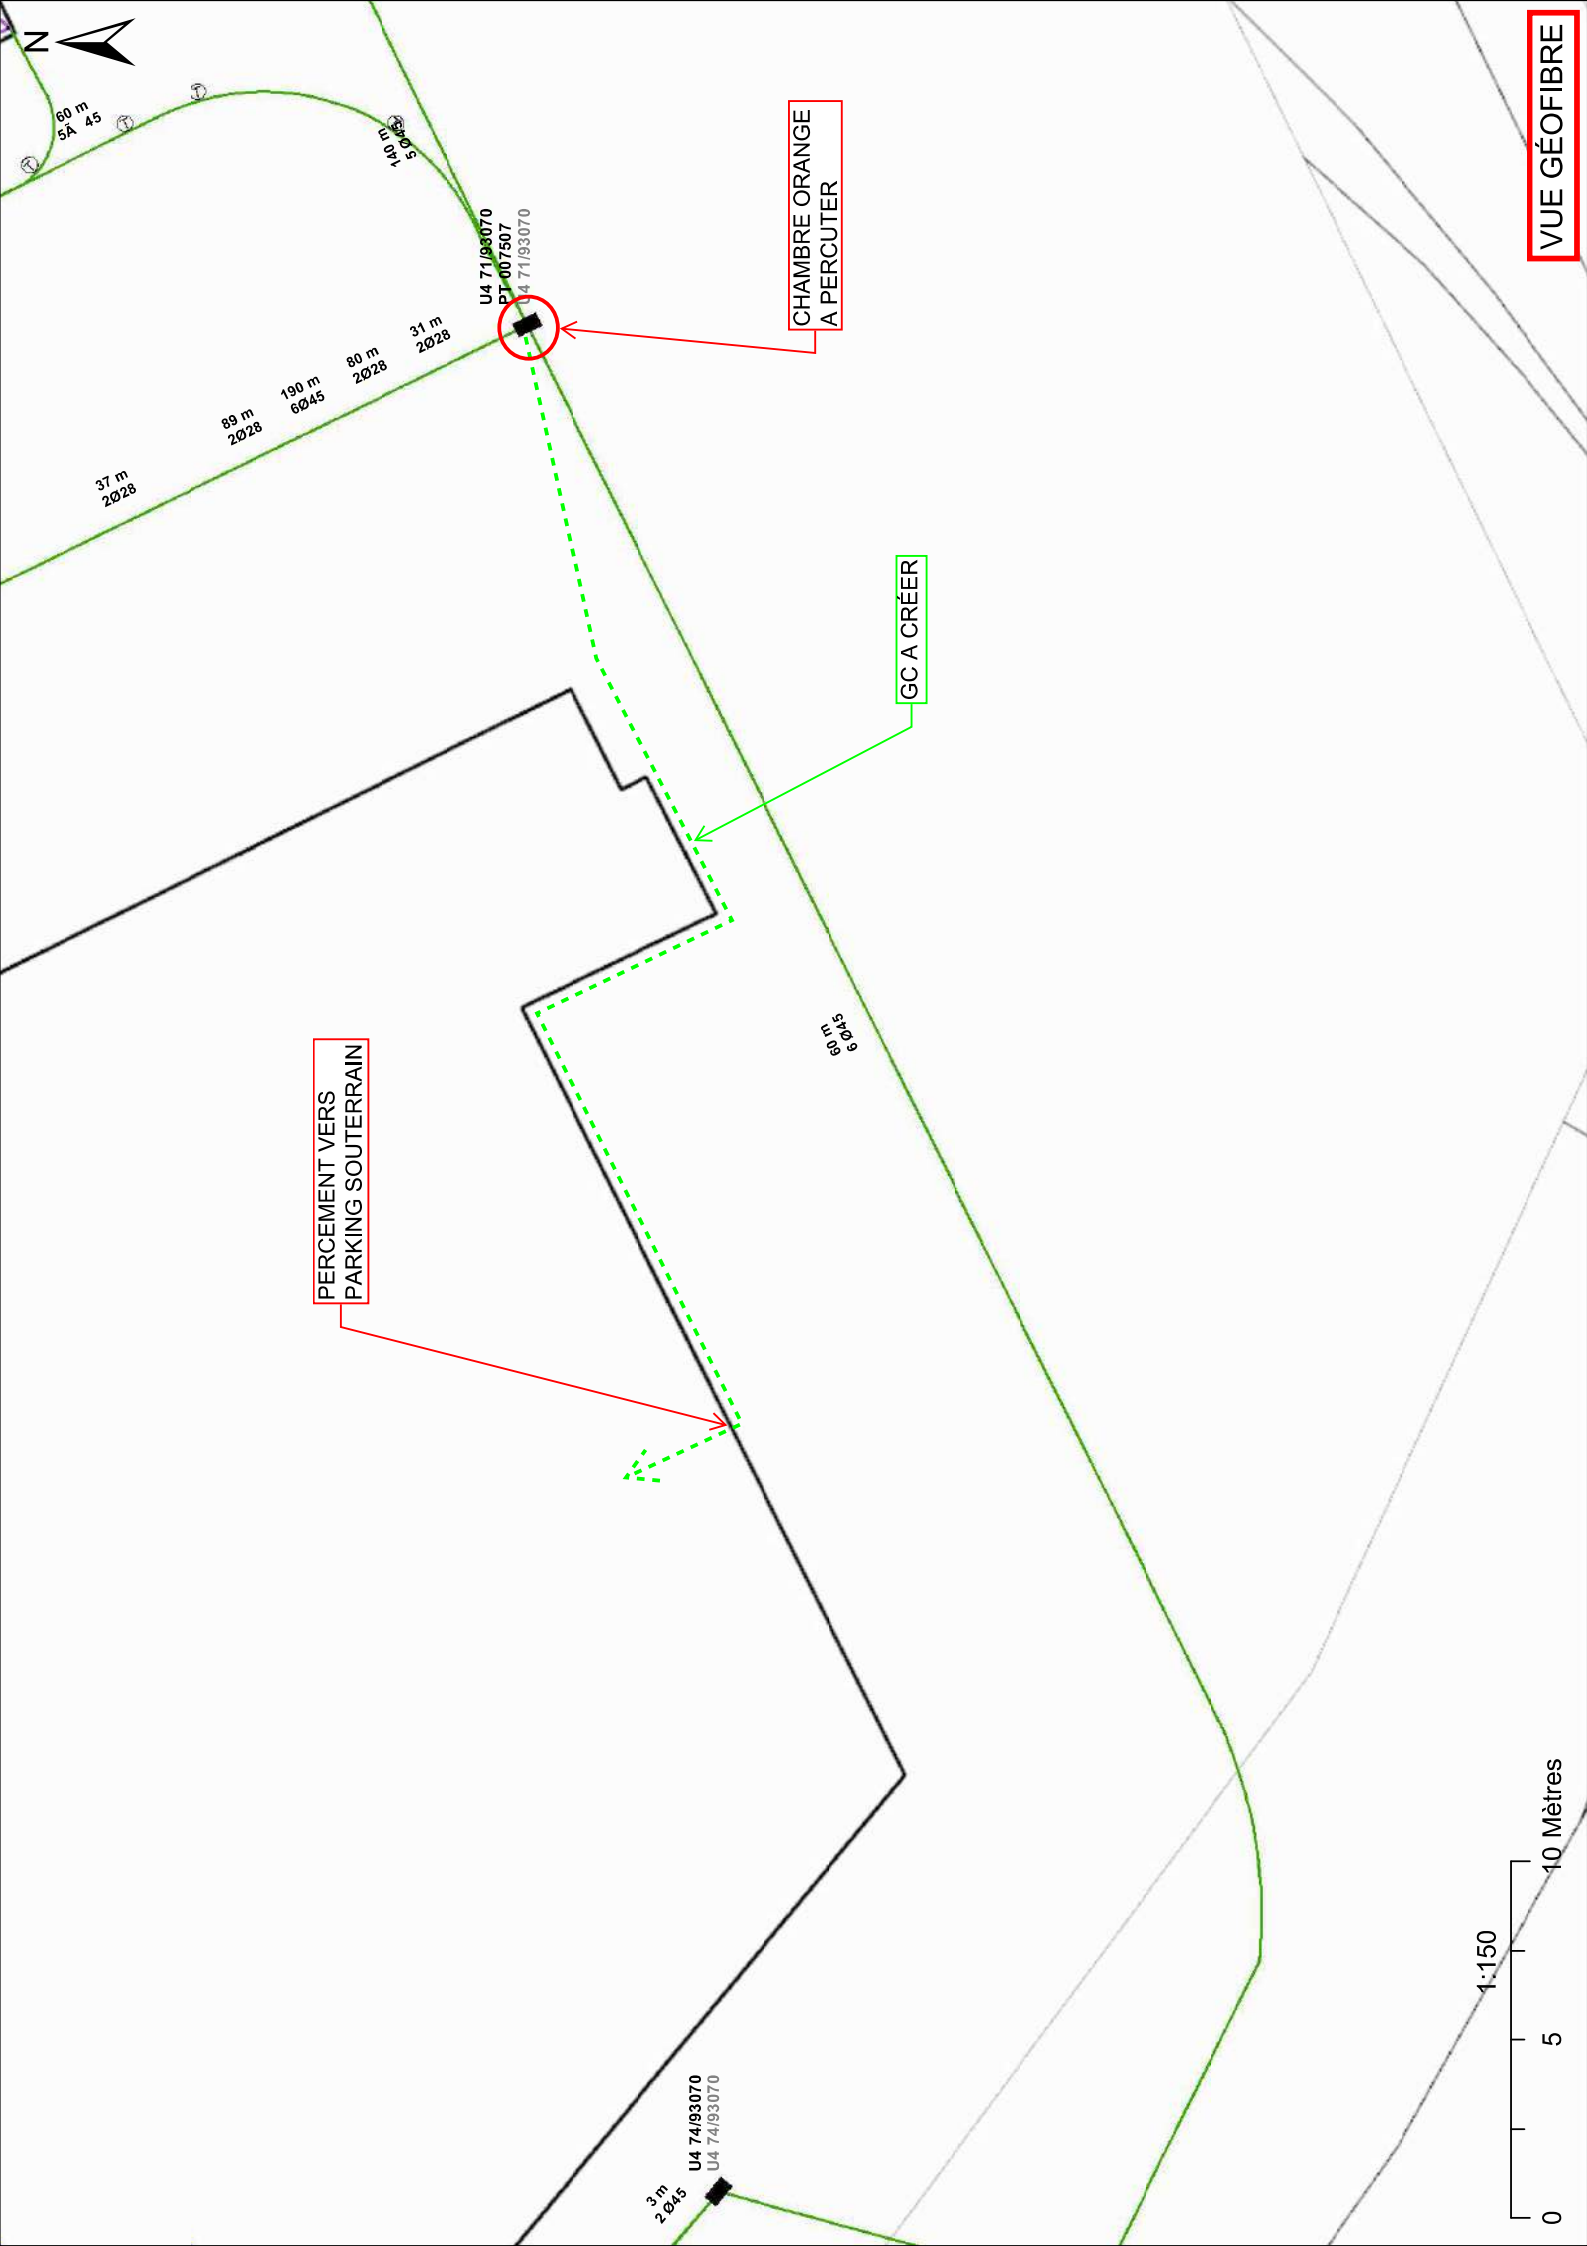 N
60 m
5Ã 45
140 m
5 Ø45
U4 71/93070
PT 007507
U4 71/93070
CHAMBRE ORANGE
A PERCUTER
VUE GÉOFIBRE
31 m
2Ø28
80 m
2Ø28
190 m
6Ø45
89 m
2Ø28
37 m
2Ø28
GC A CRÉER
PERCEMENT VERS
PARKING SOUTERRAIN
60 m
6 Ø45
U4 74/93070
U4 74/93070
3 m
2 Ø45
1:150
0 5 10 Mètres